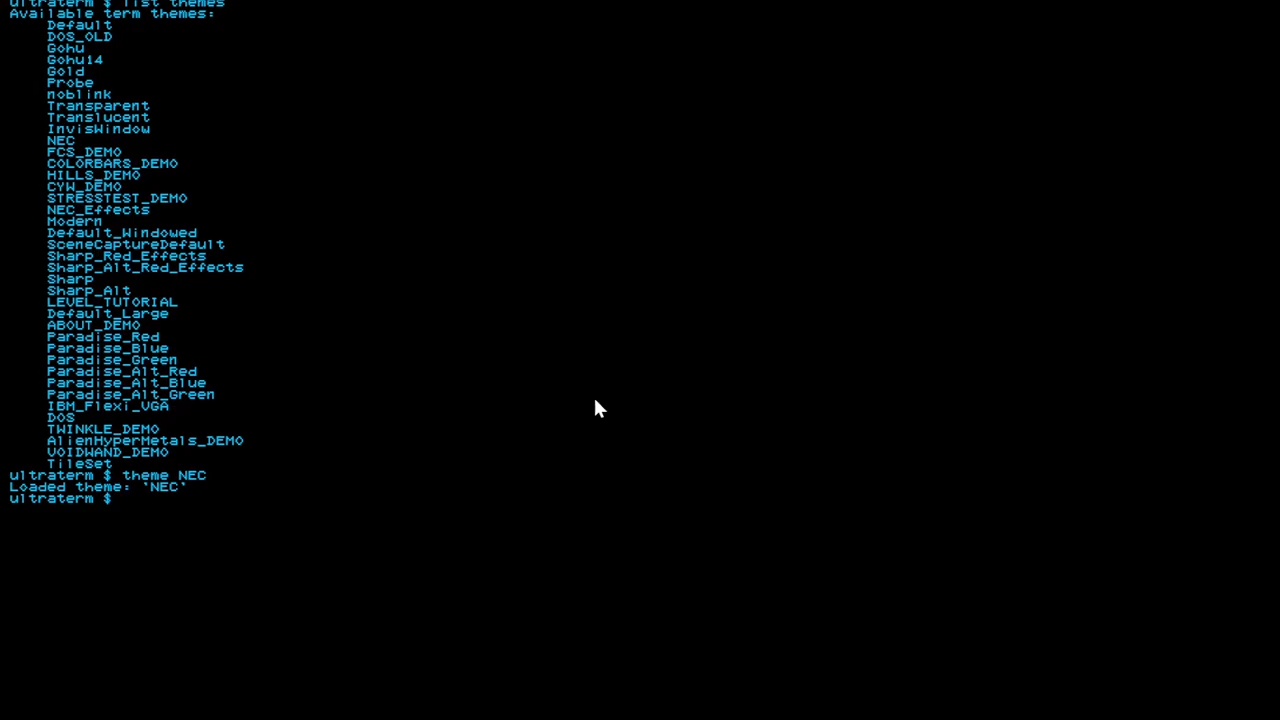 ultraterm $ list themes
Available term themes:
Default
DOS_OLD
Gohu
Gohu14
Gold
Probe
noblink
Transparent
Translucent
InvisWindow
NEC
FCS_DEMO
COLORBARS_DEMO
HILLS_DEMO
CYW_DEMO
STRESSTEST_DEMO
NEC_Effects
Modern
Default_Windowed
SceneCaptureDefault
Sharp_Red_Effects
Sharp_Alt_Red_Effects
Sharp
Sharp_Alt
LEVEL_TUTORIAL
Default_Large
ABOUT_DEMO
Paradise_Red
Paradise_Blue
Paradise_Green
Paradise_Alt_Red
Paradise_Alt_Blue
Paradise_Alt_Green
IBM_Flexi_VGA
DOS
TWINKLE_DEMO
AlienHyperMetals_DEMO
VOIDWAND_DEMO
TileSet
ultraterm $ theme NEC
Loaded theme: `NEC`
ultraterm $